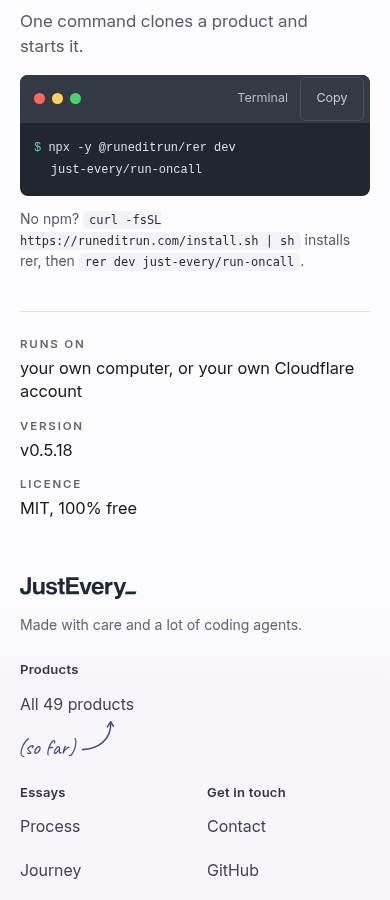 One command clones a product and
starts it.
Terminal
Copy
$ npx -y @runeditrun/rer dev
just-every/run-oncall
No npm? curl -fsSL
https://runeditrun.com/install.sh | sh installs
rer, then rer dev just-every/run-oncall.
RUNS ON
your own computer, or your own Cloudflare
account
VERSION
v0.5.18
LICENCE
MIT, 100% free
JustEvery_
Made with care and a lot of coding agents.
Products
All 49 products
(so far)
Essays
Get in touch
Process
Contact
Journey
GitHub